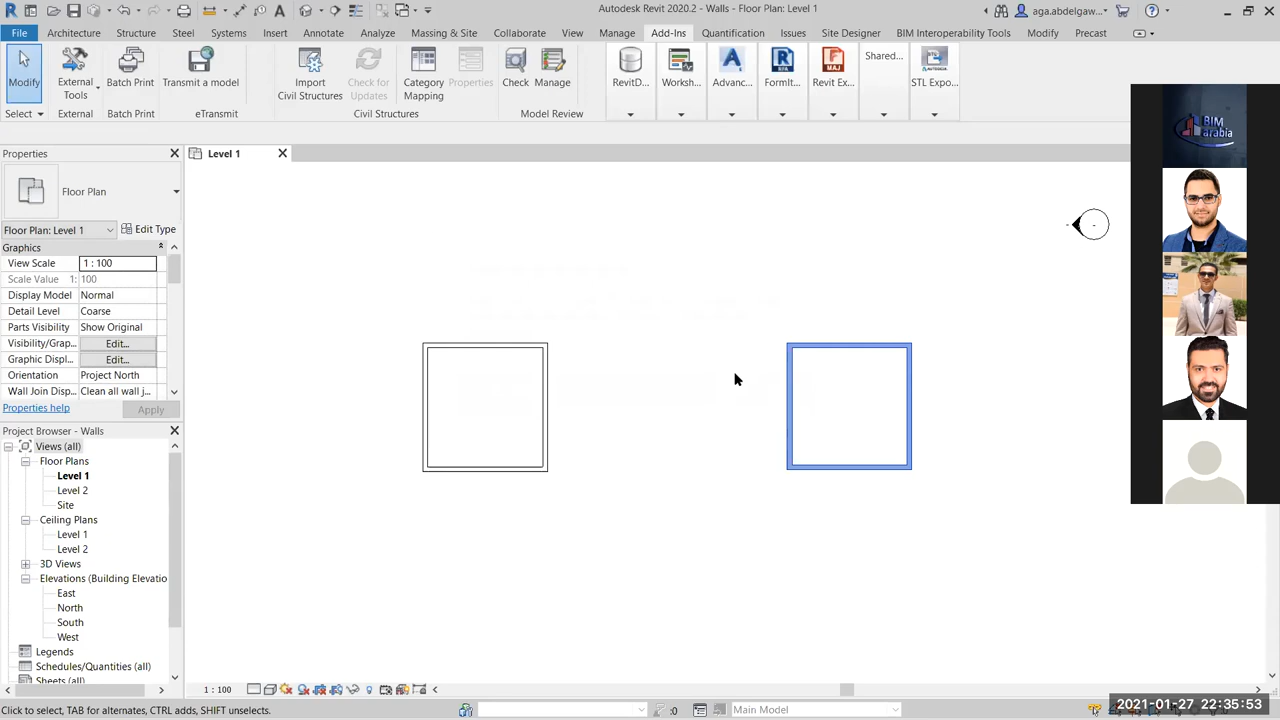 Autodesk Revit 2020.2 - Walls - Floor Plan: Level 1
aga.abdelgaw...
File Architecture Structure Steel Systems Insert Annotate Analyze Massing & Site Collaborate View Manage Add-Ins Quantification Issues Site Designer BIM Interoperability Tools Modify Precast
Modify
External Tools
Batch Print
Transmit a model
Import Civil Structures
Check for Updates
Category Mapping
Properties
Check
Manage
RevitD...
Worksh...
Advanc...
FormIt...
Revit Ex...
Shared...
STL Expo...
Select External Batch Print eTransmit Civil Structures Model Review
Properties
Level 1
Floor Plan
Floor Plan: Level 1 Edit Type
Graphics
View Scale 1 : 100
Scale Value 1: 100
Display Model Normal
Detail Level Coarse
Parts Visibility Show Original
Visibility/Grap... Edit...
Graphic Displ... Edit...
Orientation Project North
Wall Join Disp... Clean all wall j...
Properties help Apply
Project Browser - Walls
Views (all)
Floor Plans
Level 1
Level 2
Site
Ceiling Plans
Level 1
Level 2
3D Views
Elevations (Building Elevatio
East
North
South
West
Legends
Schedules/Quantities (all)
Sheets (all)
BIM
arabia
1 : 100
Click to select, TAB for alternates, CTRL adds, SHIFT unselects.
:0
Main Model
2021-01-27 22:35:53